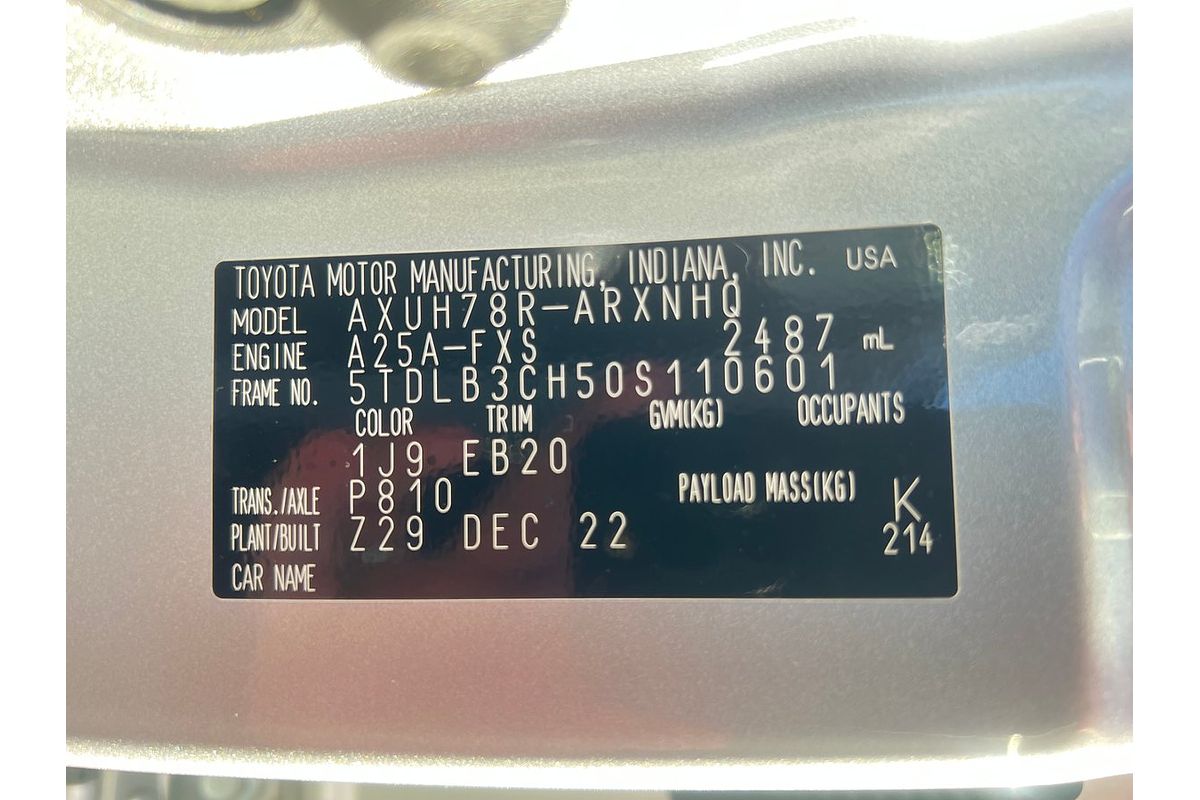 TOYOTA MOTOR MANUFACTURING, INDIANA, INC. USA
MODEL AXUH78R-ARXNHQ
ENGINE A25A-FXS 2487 mL
FRAME NO. 5TDLB3CH50S110601
COLOR TRIM GVM(KG) OCCUPANTS
1J9 EB20
TRANS./AXLE P810 PAYLOAD MASS(KG) K
PLANT/BUILT Z29 DEC 22 214
CAR NAME